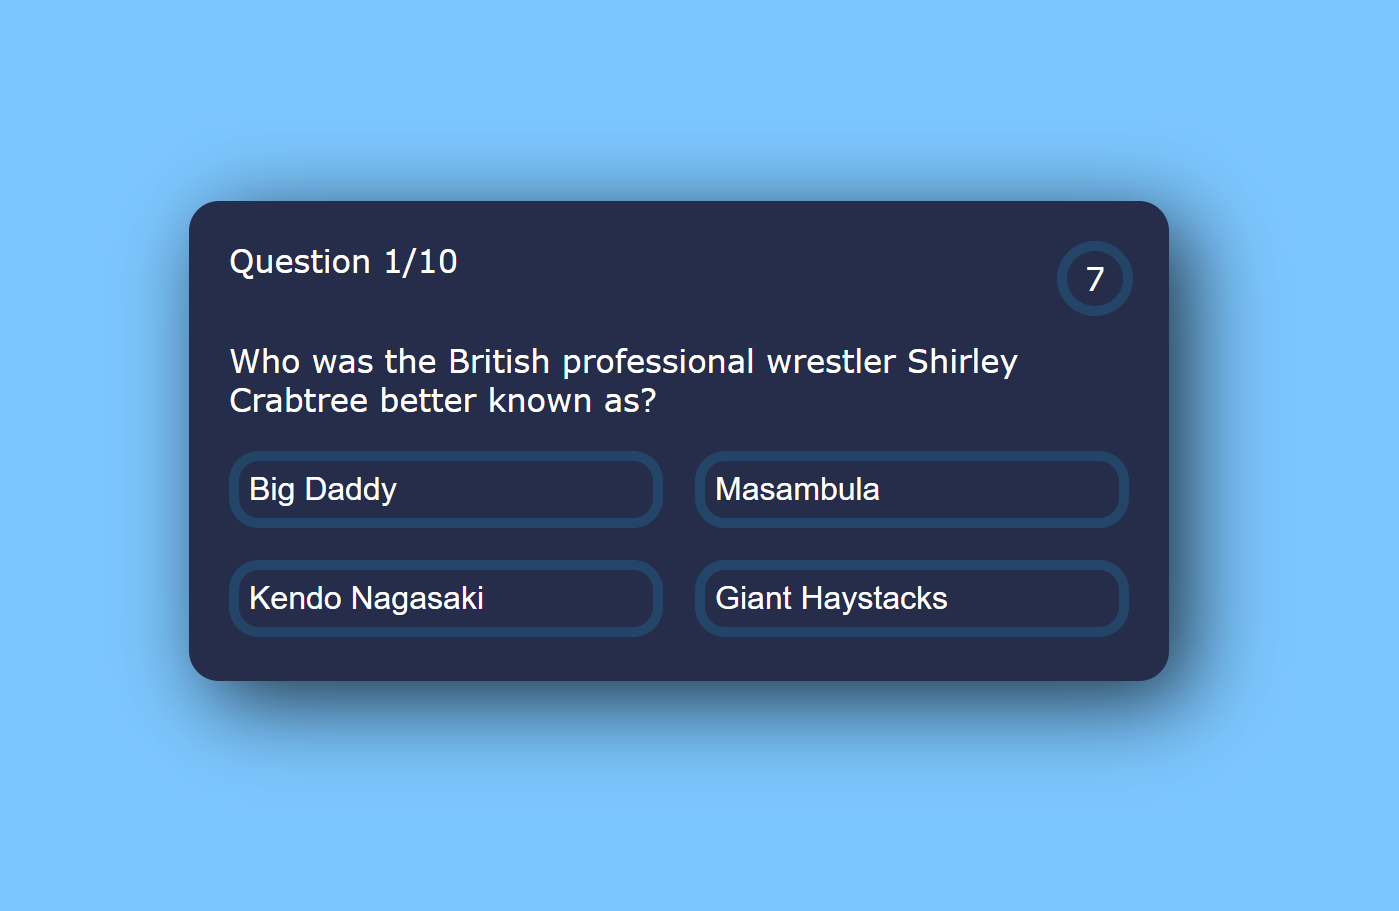 Question 1/10
7
Who was the British professional wrestler Shirley
Crabtree better known as?
Big Daddy
Masambula
Kendo Nagasaki
Giant Haystacks